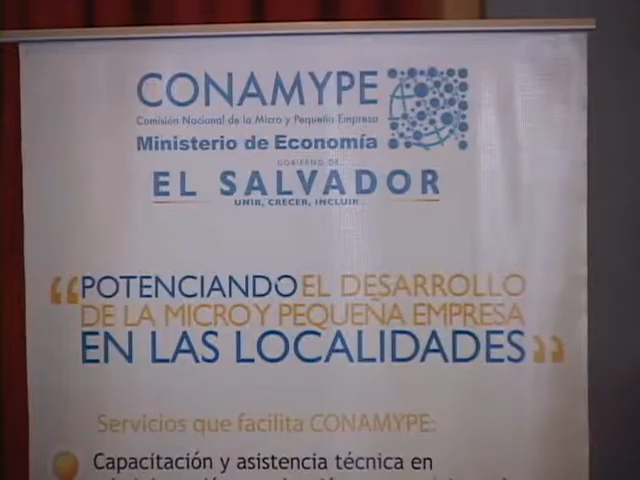 CONAMYPE
Comisión Nacional de la Micro y Pequeña Empresa
Ministerio de Economía
GOBIERNO DE
EL SALVADOR
UNIR, CRECER, INCLUIR
“POTENCIANDO EL DESARROLLO
DE LA MICRO Y PEQUEÑA EMPRESA
EN LAS LOCALIDADES”
Servicios que facilita CONAMYPE:
Capacitación y asistencia técnica en